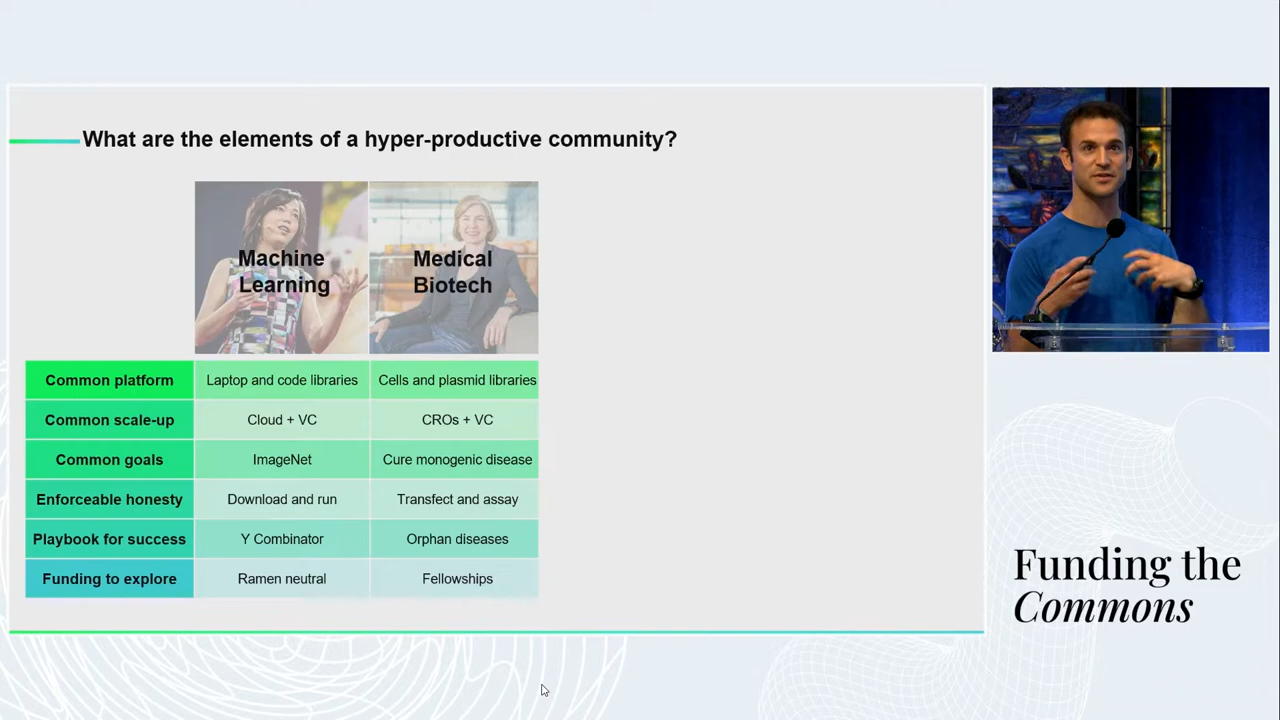 What are the elements of a hyper-productive community?
Machine
Learning
Medical
Biotech
Common platform
Laptop and code libraries
Cells and plasmid libraries
Common scale-up
Cloud + VC
CROs + VC
Common goals
ImageNet
Cure monogenic disease
Enforceable honesty
Download and run
Transfect and assay
Playbook for success
Y Combinator
Orphan diseases
Funding to explore
Ramen neutral
Fellowships
Funding the
Commons